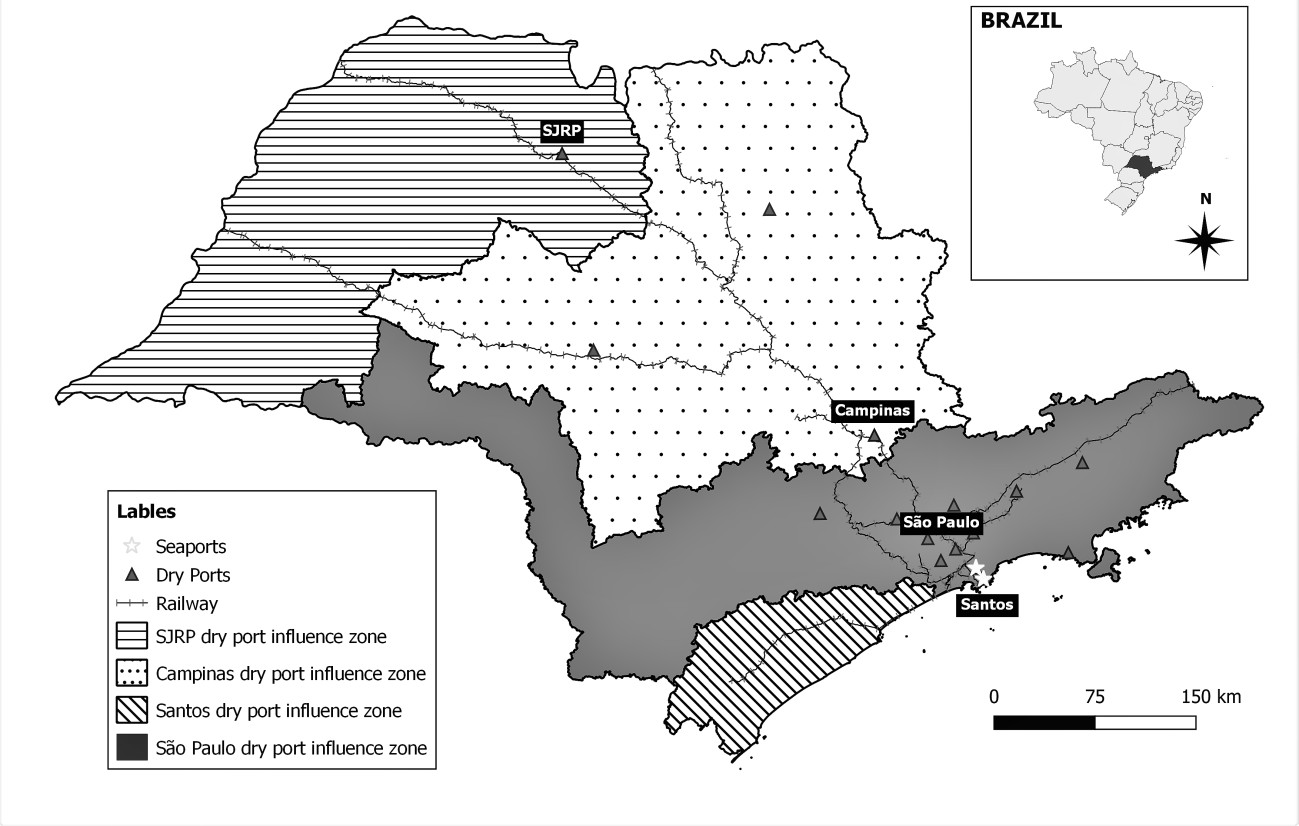 BRAZIL
N
SJRP
Campinas
São Paulo
Santos
Lables
Seaports
Dry Ports
Railway
SJRP dry port influence zone
Campinas dry port influence zone
Santos dry port influence zone
São Paulo dry port influence zone
0 75 150 km